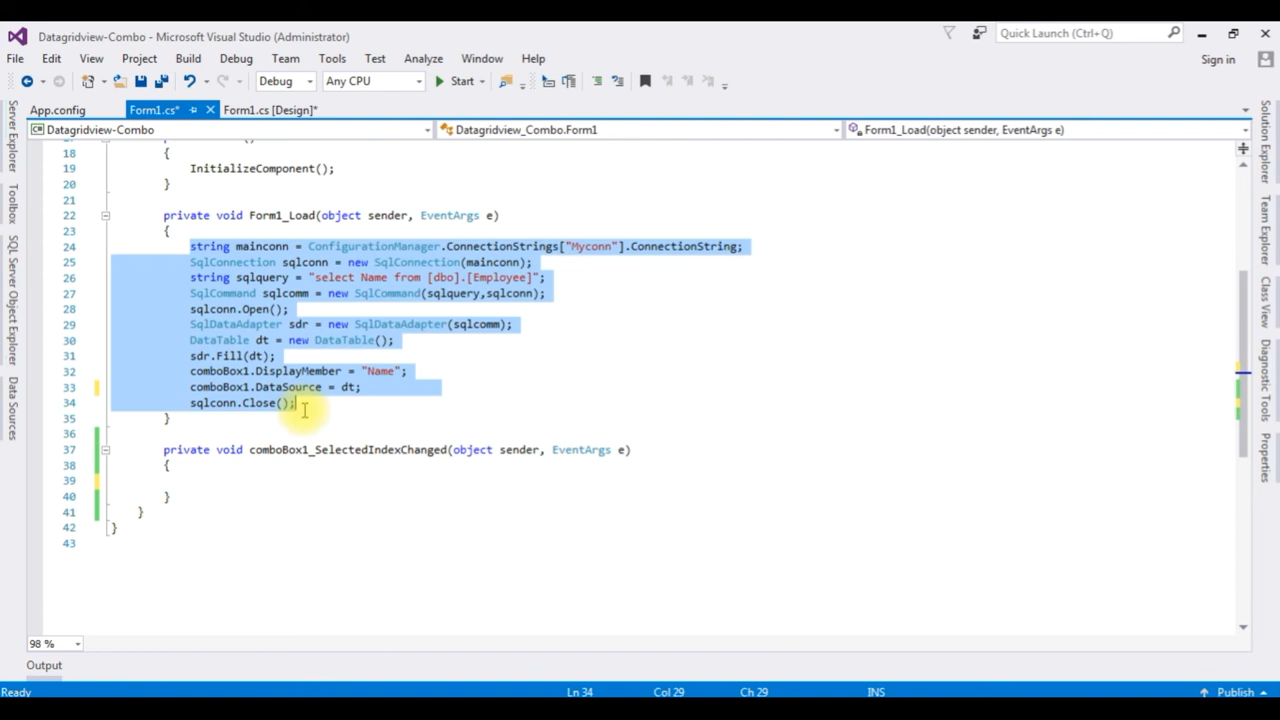 Datagridview-Combo - Microsoft Visual Studio (Administrator)
Quick Launch (Ctrl+Q)
File Edit View Project Build Debug Team Tools Test Analyze Window Help
Sign in
Debug Any CPU Start
App.config Form1.cs* Form1.cs [Design]*
Datagridview-Combo Datagridview_Combo.Form1 Form1_Load(object sender, EventArgs e)
18 {
19 InitializeComponent();
20 }
21
22 private void Form1_Load(object sender, EventArgs e)
23 {
24 string mainconn = ConfigurationManager.ConnectionStrings["Myconn"].ConnectionString;
25 SqlConnection sqlconn = new SqlConnection(mainconn);
26 string sqlquery = "select Name from [dbo].[Employee]";
27 SqlCommand sqlcomm = new SqlCommand(sqlquery,sqlconn);
28 sqlconn.Open();
29 SqlDataAdapter sdr = new SqlDataAdapter(sqlcomm);
30 DataTable dt = new DataTable();
31 sdr.Fill(dt);
32 comboBox1.DisplayMember = "Name";
33 comboBox1.DataSource = dt;
34 sqlconn.Close();
35 }
36
37 private void comboBox1_SelectedIndexChanged(object sender, EventArgs e)
38 {
39
40 }
41 }
42 }
43
98 %
Output
Ready Ln 34 Col 29 Ch 29 INS Publish
Server Explorer
Toolbox
SQL Server Object Explorer
Data Sources
Solution Explorer
Team Explorer
Class View
Diagnostic Tools
Properties